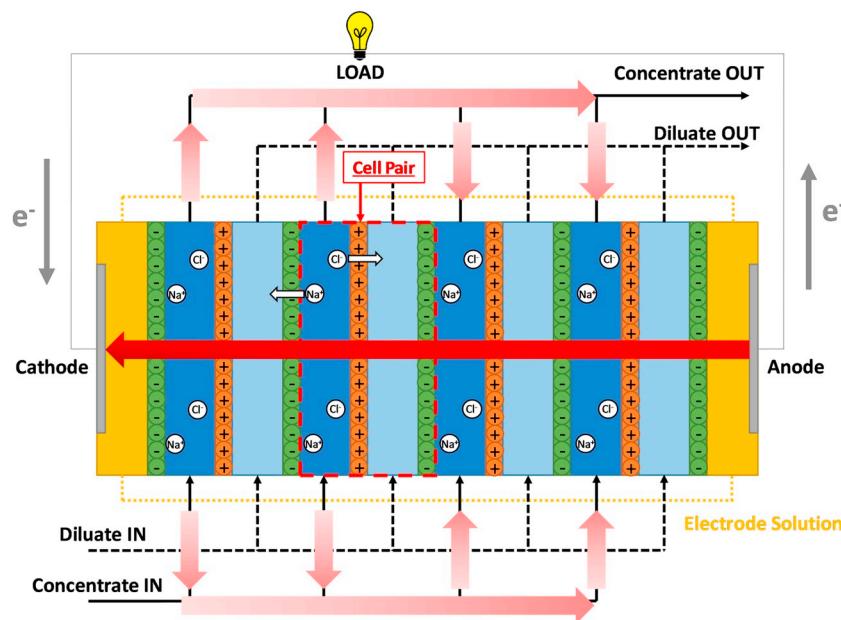 LOAD
Concentrate OUT
Diluate OUT
Cell Pair
e⁻
e⁻
Cl⁻
Cl⁻
Cl⁻
Cl⁻
Na⁺
Na⁺
Na⁺
Na⁺
Cathode
Anode
Cl⁻
Cl⁻
Cl⁻
Cl⁻
Na⁺
Na⁺
Na⁺
Na⁺
Electrode Solution
Diluate IN
Concentrate IN